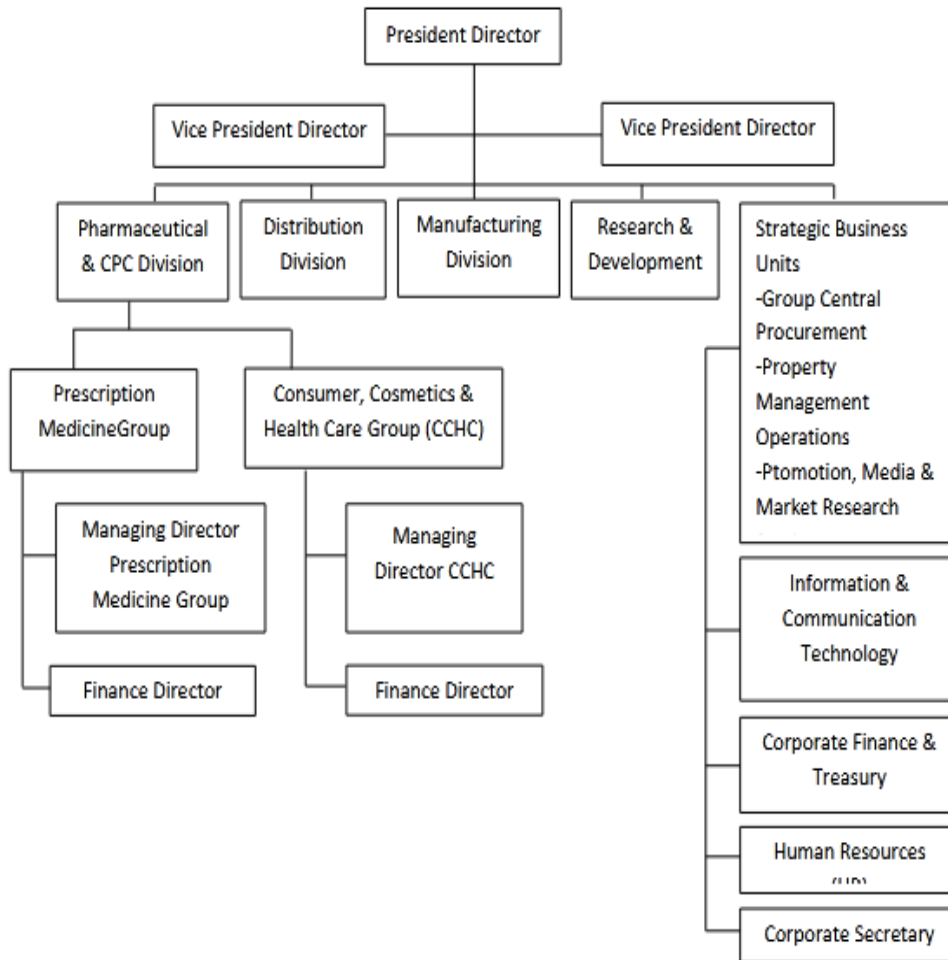 President Director
Vice President Director
Vice President Director
Pharmaceutical
& CPC Division
Distribution
Division
Manufacturing
Division
Research &
Development
Strategic Business
Units
-Group Central
Procurement
-Property
Management
Operations
-Ptomotion, Media &
Market Research
Prescription
MedicineGroup
Consumer, Cosmetics &
Health Care Group (CCHC)
Managing Director
Prescription
Medicine Group
Managing
Director CCHC
Finance Director
Finance Director
Information &
Communication
Technology
Corporate Finance &
Treasury
Human Resources
Corporate Secretary